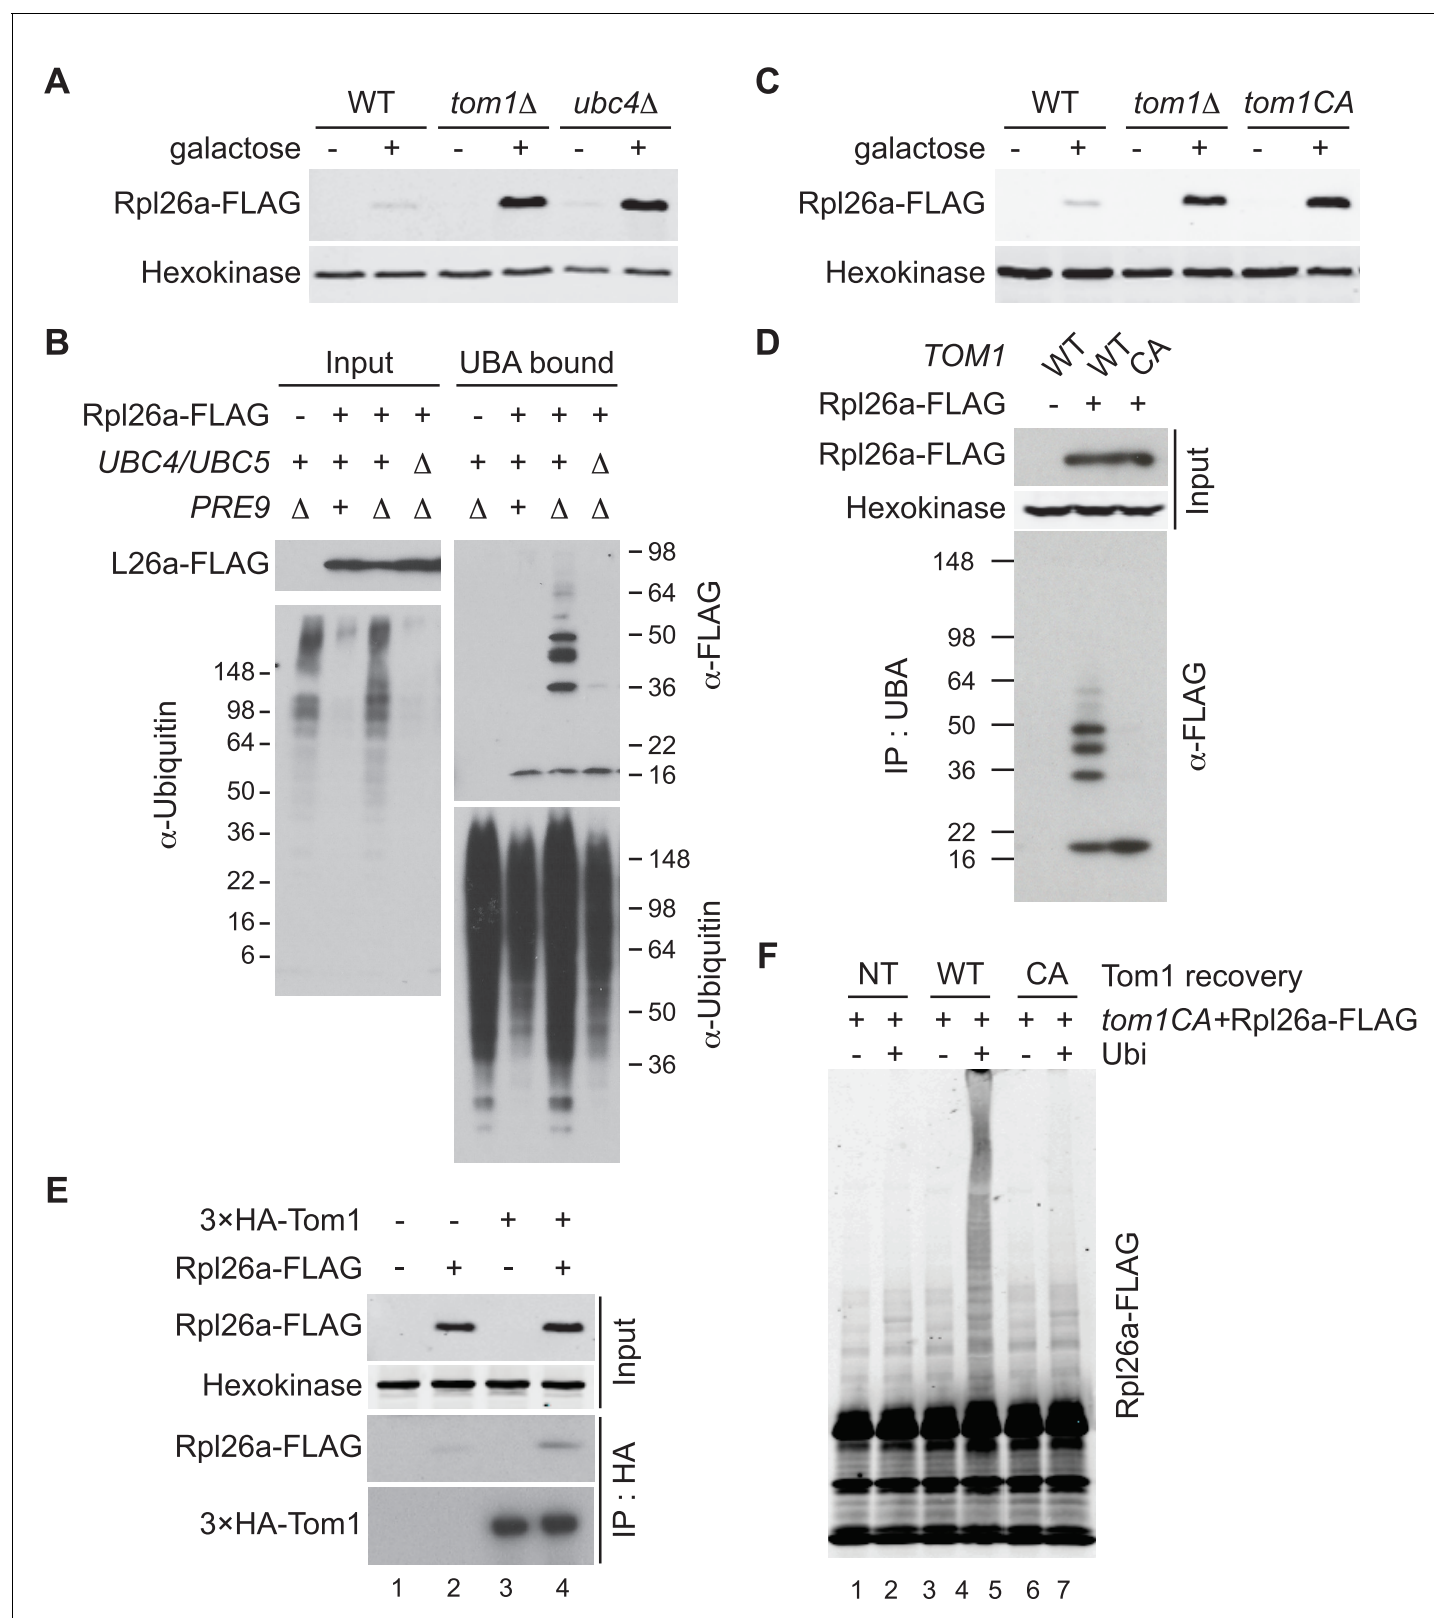 A
WT tom1Δ ubc4Δ
galactose - + - + - +
Rpl26a-FLAG
Hexokinase
B
Input UBA bound
Rpl26a-FLAG - + + + - + + +
UBC4/UBC5 + + + Δ + + + Δ
PRE9 Δ + Δ Δ Δ + Δ Δ
L26a-FLAG
α-Ubiquitin
148
98
64
50
36
22
16
6
98
64
50
36
22
16
α-FLAG
148
98
64
50
36
α-Ubiquitin
C
WT tom1Δ tom1CA
galactose - + - + - +
Rpl26a-FLAG
Hexokinase
D
TOM1 WT WT CA
Rpl26a-FLAG - + +
Rpl26a-FLAG
Hexokinase
Input
IP : UBA
148
98
64
50
36
22
16
α-FLAG
E
3×HA-Tom1 - - + +
Rpl26a-FLAG - + - +
Rpl26a-FLAG
Hexokinase
Input
Rpl26a-FLAG
3×HA-Tom1
IP : HA
1 2 3 4
F
NT WT CA Tom1 recovery
+ + + + + + tom1CA+Rpl26a-FLAG
- + - + - + Ubi
Rpl26a-FLAG
1 2 3 4 5 6 7